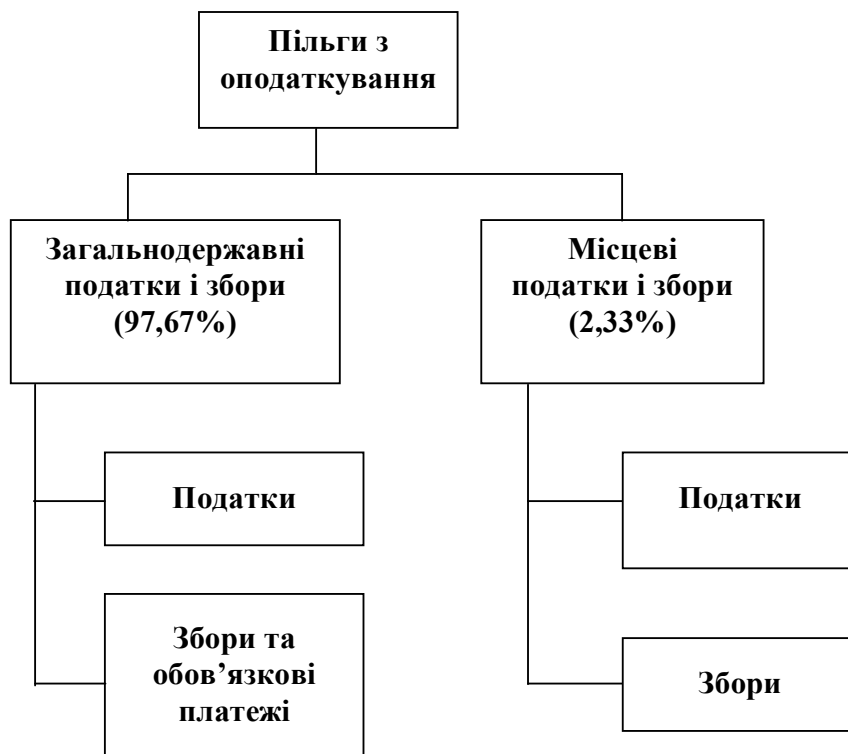 Пільги з
оподаткування
Загальнодержавні
податки і збори
(97,67%)
Місцеві
податки і збори
(2,33%)
Податки
Податки
Збори та
обов’язкові
платежі
Збори